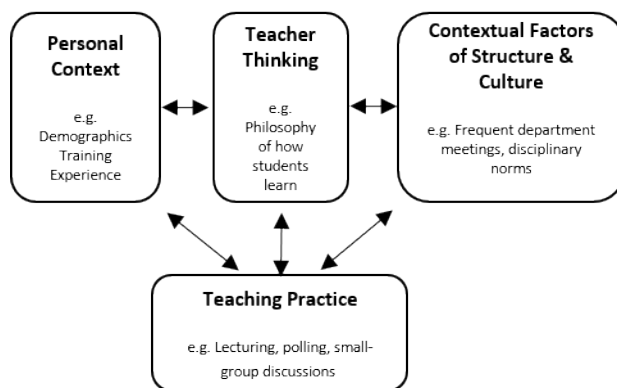 Personal
Context
e.g.
Demographics
Training
Experience
Teacher
Thinking
e.g.
Philosophy
of how
students
learn
Contextual Factors
of Structure &
Culture
e.g. Frequent department
meetings, disciplinary
norms
Teaching Practice
e.g. Lecturing, polling, small-
group discussions